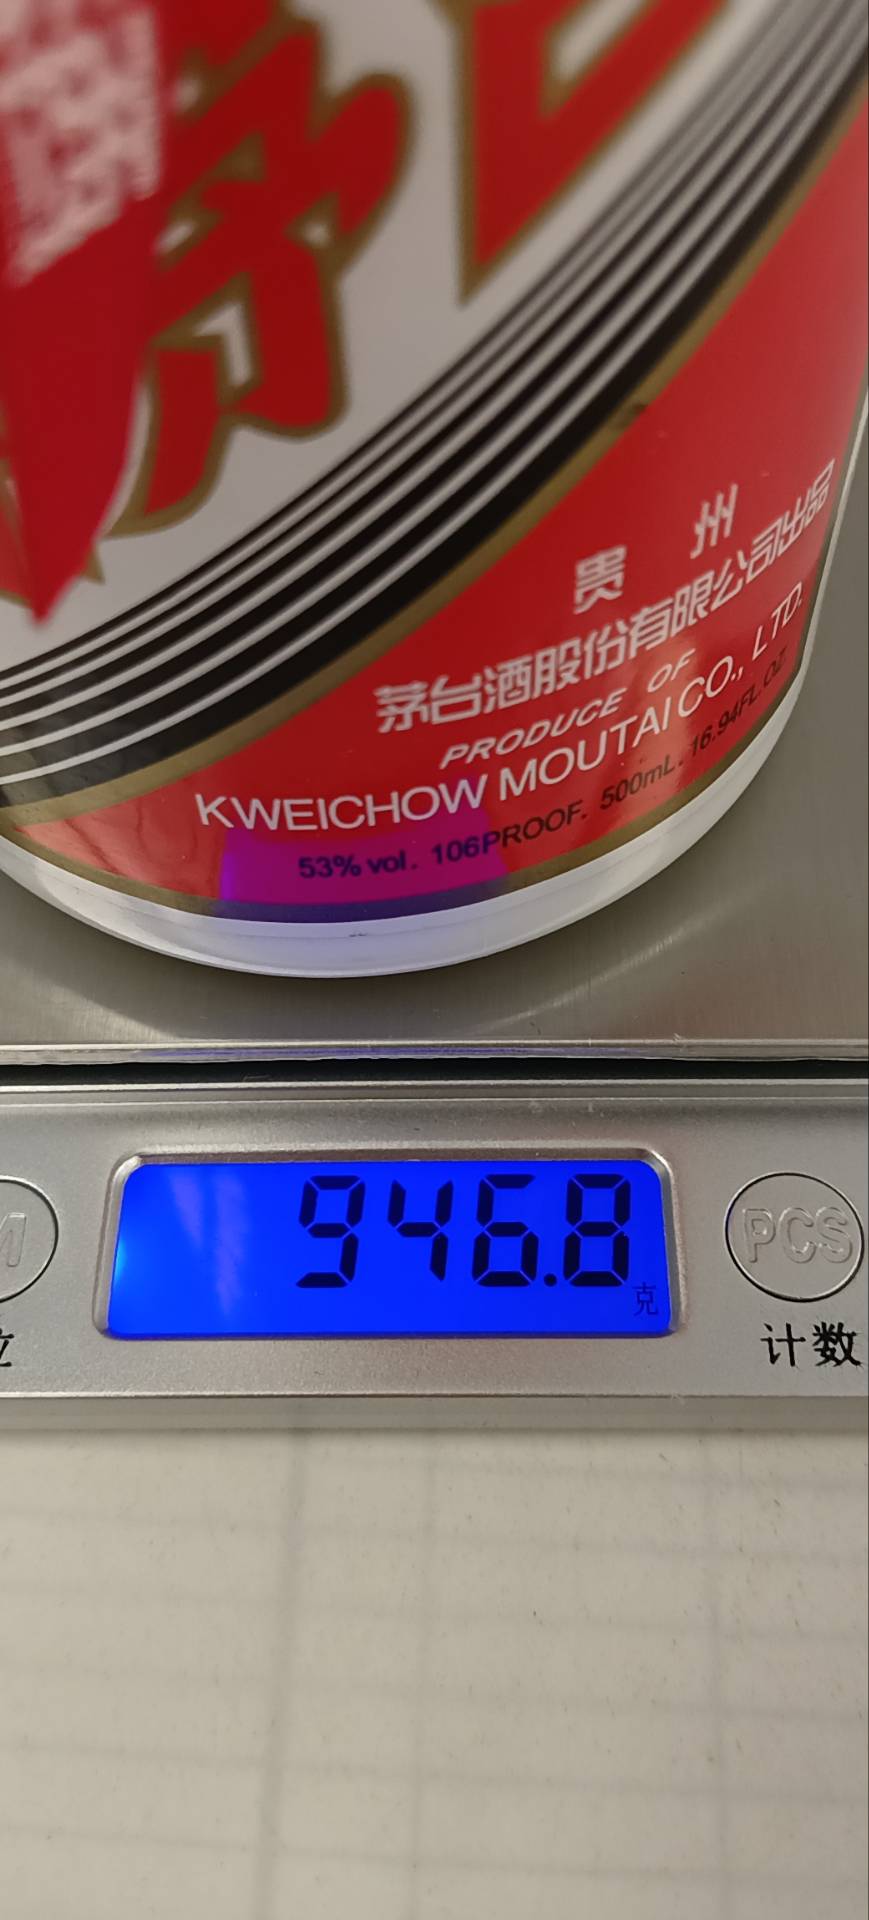 贵 州
茅台酒股份有限公司出品
PRODUCE OF
KWEICHOW MOUTAI CO., LTD.
53% vol. 106PROOF. 500mL. 16.94FL.OZ.
946.8
克
PCS
计数